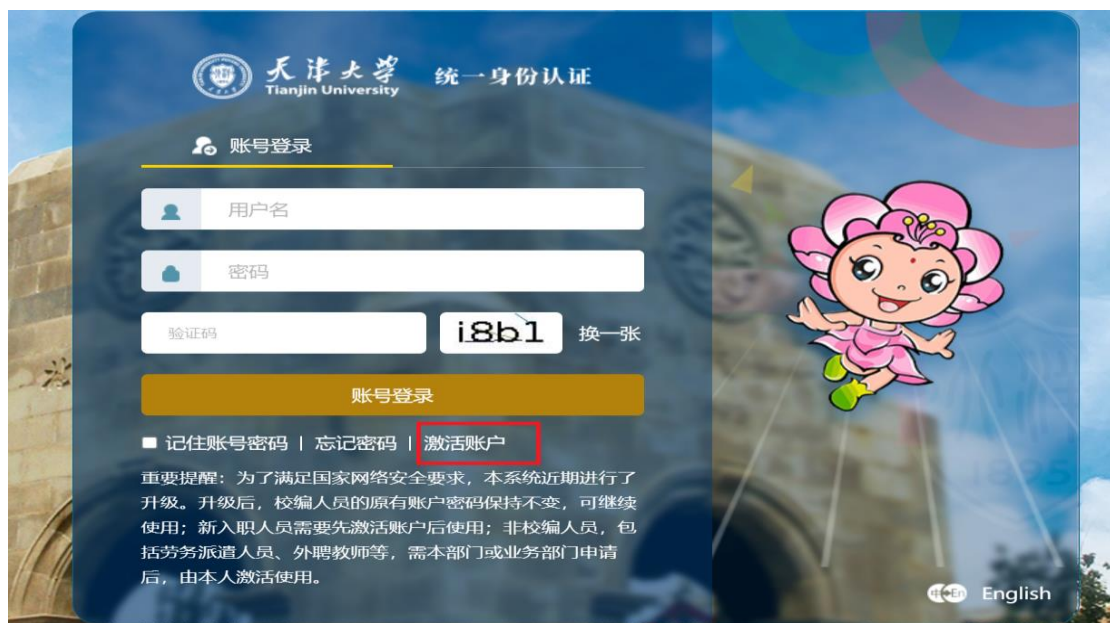 天津大学 统一身份认证
Tianjin University
账号登录
用户名
密码
验证码 i8b1 换一张
账号登录
记住账号密码 | 忘记密码 | 激活账户
重要提醒：为了满足国家网络安全要求，本系统近期进行了
升级。升级后，校编人员的原有账户密码保持不变，可继续
使用；新入职人员需要先激活账户后使用；非校编人员，包
括劳务派遣人员、外聘教师等，需本部门或业务部门申请
后，由本人激活使用。
中 En English